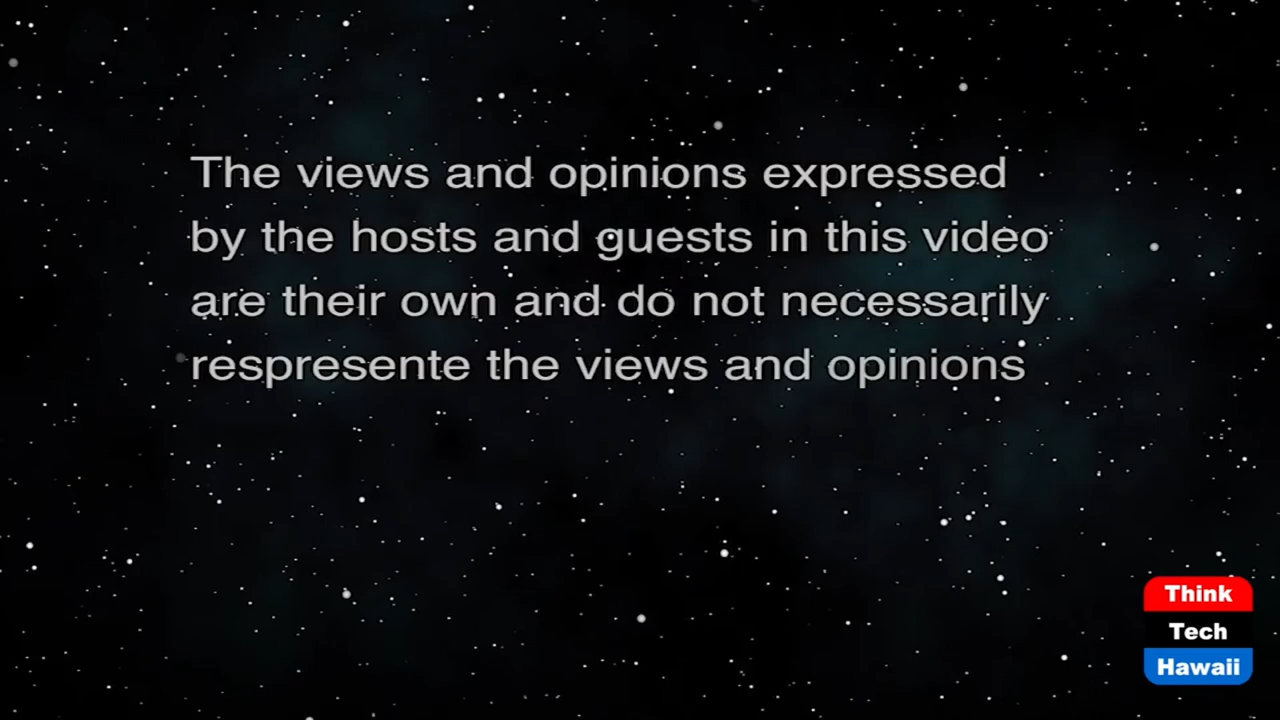 The views and opinions expressed
by the hosts and guests in this video
are their own and do not necessarily
respresente the views and opinions
Think
Tech
Hawaii